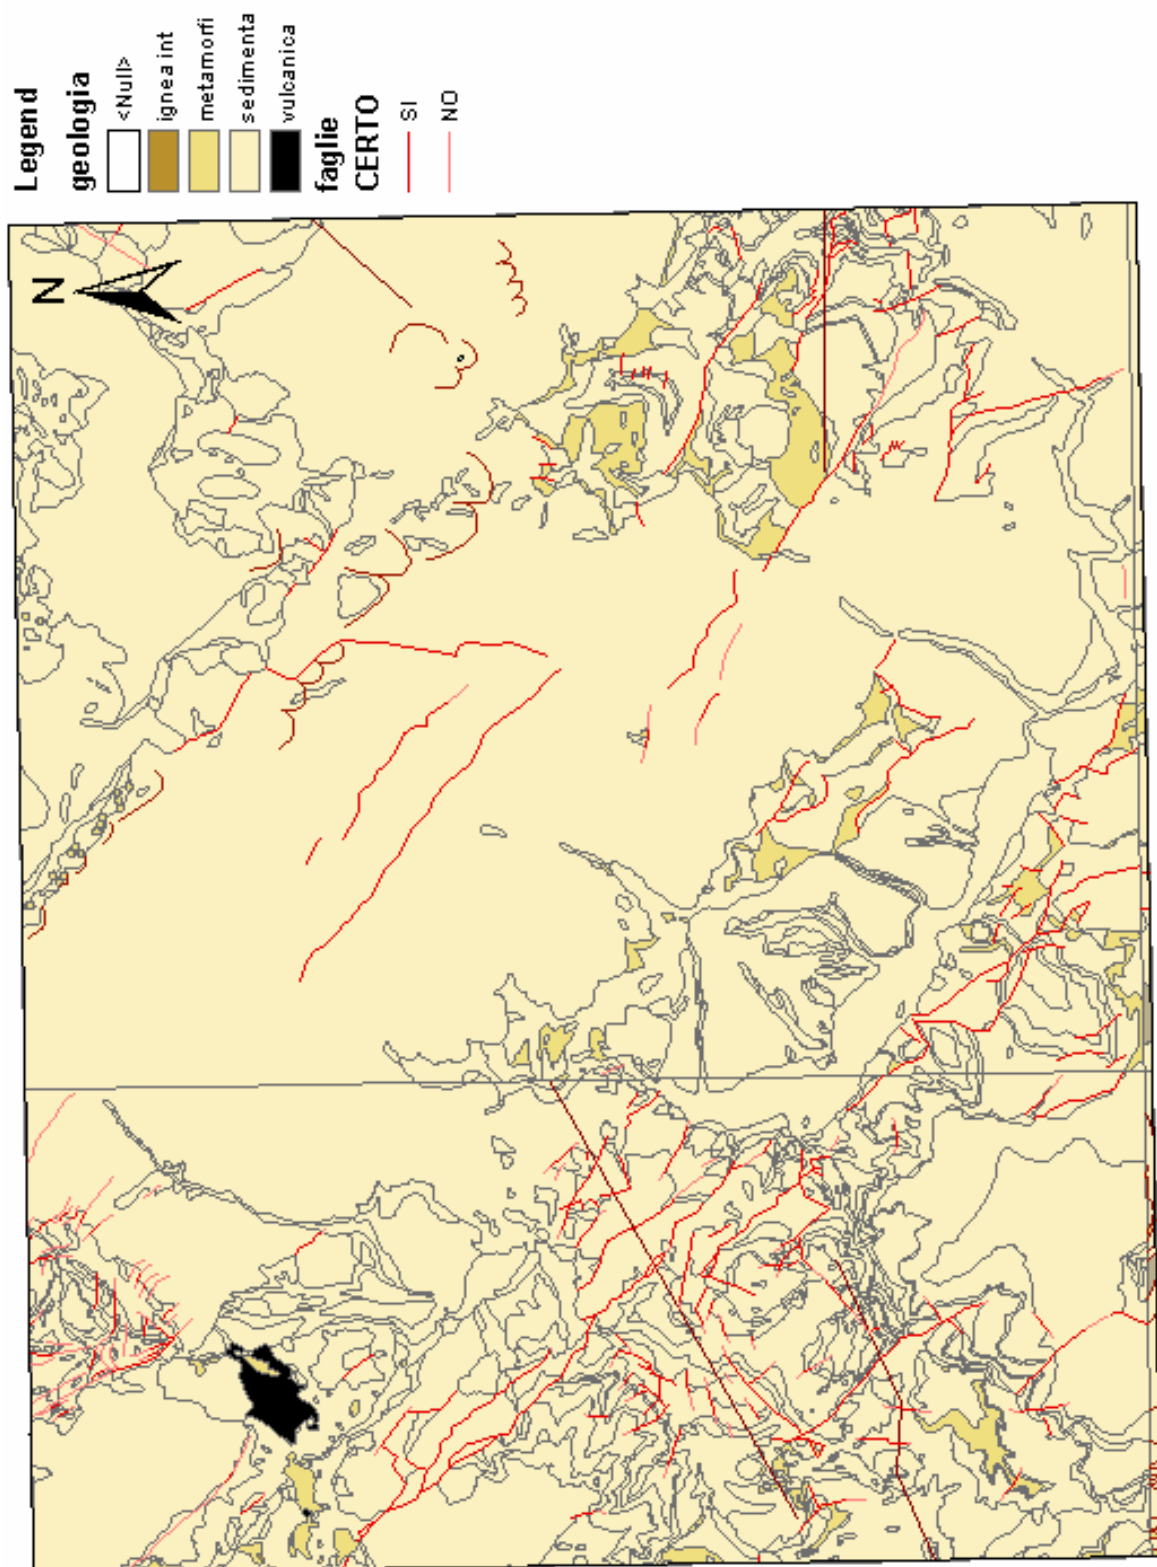 Legend
geologia
<Null>
ignea int
metamorfi
sedimenta
vulcanica
faglie
CERTO
SI
NO
N